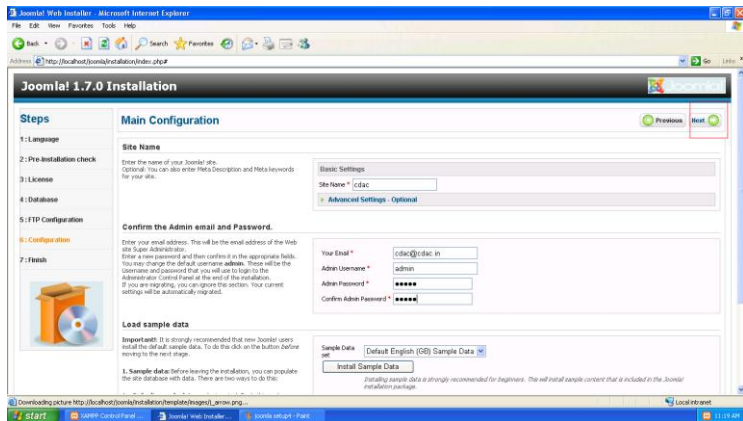 Joomla! Web Installer - Microsoft Internet Explorer
File Edit View Favorites Tools Help
Back Search Favorites
Address http://localhost/joomla/installation/index.php# Go Links
Joomla! 1.7.0 Installation
Joomla!
Steps
1 : Language
2 : Pre-Installation check
3 : License
4 : Database
5 : FTP Configuration
6 : Configuration
7 : Finish
Main Configuration
Previous Next
Site Name
Enter the name of your Joomla! site.
Optional: You can also enter Meta Description and Meta keywords
for your site.
Basic Settings
Site Name * cdac
Advanced Settings - Optional
Confirm the Admin email and Password.
Enter your email address. This will be the email address of the Web
site Super Administrator.
Enter a new password and then confirm it in the appropriate fields.
You may change the default username admin. These will be the
username and password that you will use to login to the
Administrator Control Panel at the end of the installation.
If you are migrating, you can ignore this section. Your current
settings will be automatically migrated.
Your Email * cdac@cdac.in
Admin Username * admin
Admin Password * •••••
Confirm Admin Password * •••••
Load sample data
Important!: It is strongly recommended that new Joomla! users
install the default sample data. To do this click on the button before
moving to the next stage.
1. Sample data: Before leaving the installation, you can populate
the site database with data. There are two ways to do this:
Sample Data
set Default English (GB) Sample Data
Install Sample Data
Installing sample data is strongly recommended for beginners. This will install sample content that is included in the Joomla!
installation package.
Downloading picture http://localhost/joomla/installation/template/images/j_arrow.png... Local intranet
start XAMPP Control Panel ... Joomla! Web Installer... joomla setup4 - Paint 11:19 AM